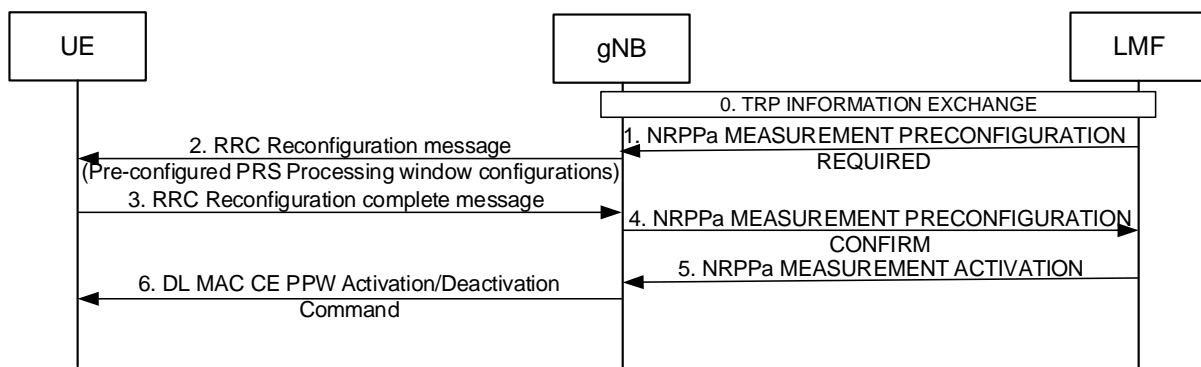 UE
gNB
LMF
0. TRP INFORMATION EXCHANGE
1. NRPPa MEASUREMENT PRECONFIGURATION
REQUIRED
2. RRC Reconfiguration message
(Pre-configured PRS Processing window configurations)
3. RRC Reconfiguration complete message
4. NRPPa MEASUREMENT PRECONFIGURATION
CONFIRM
5. NRPPa MEASUREMENT ACTIVATION
6. DL MAC CE PPW Activation/Deactivation
Command